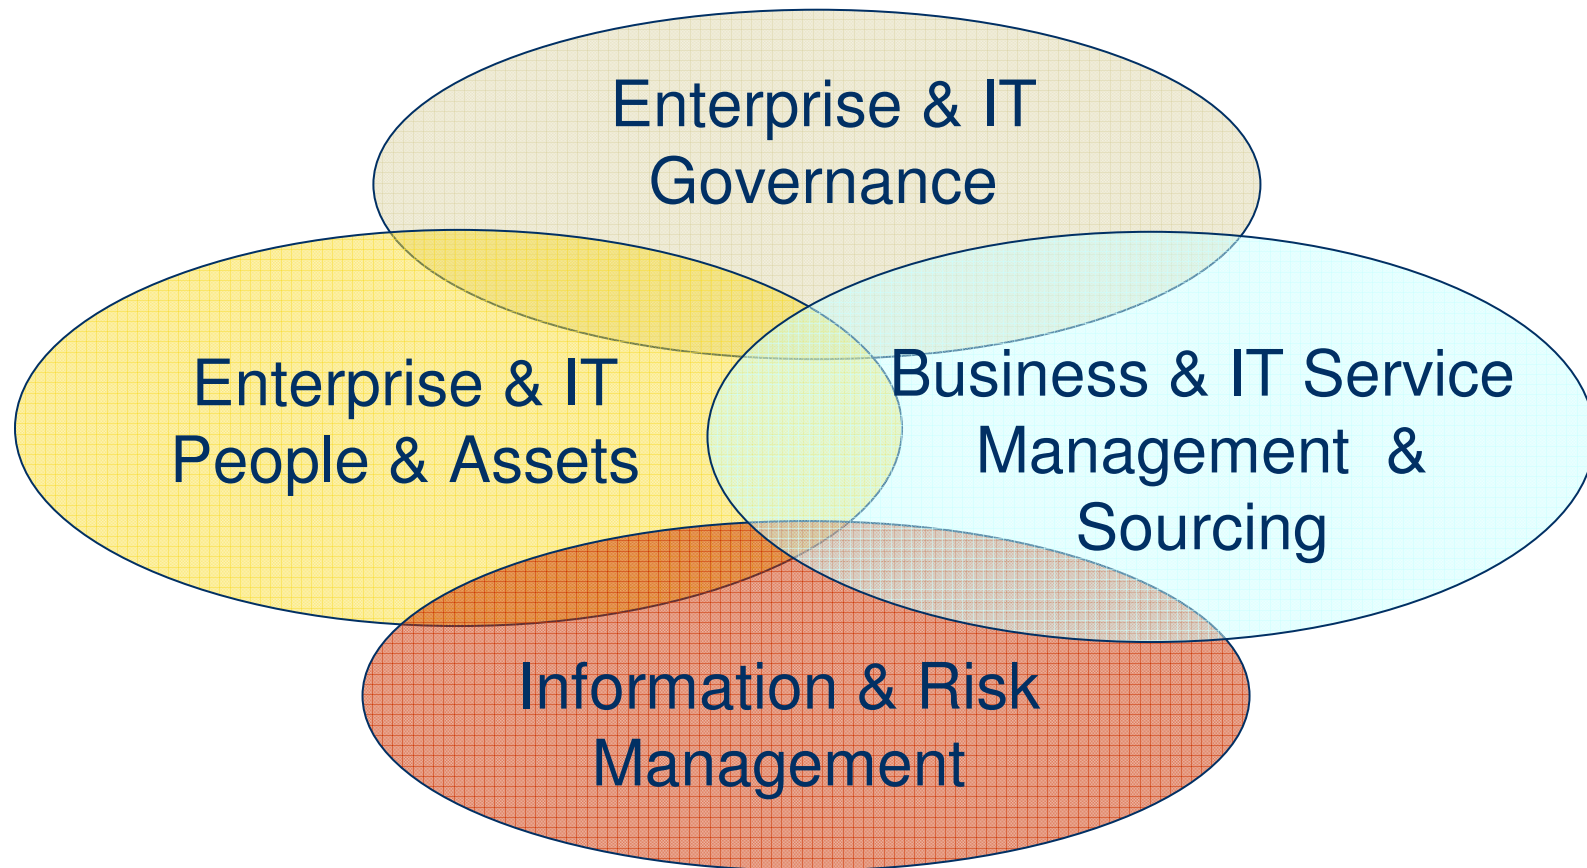 Enterprise & IT
Governance
Enterprise & IT
People & Assets
Business & IT Service
Management &
Sourcing
Information & Risk
Management